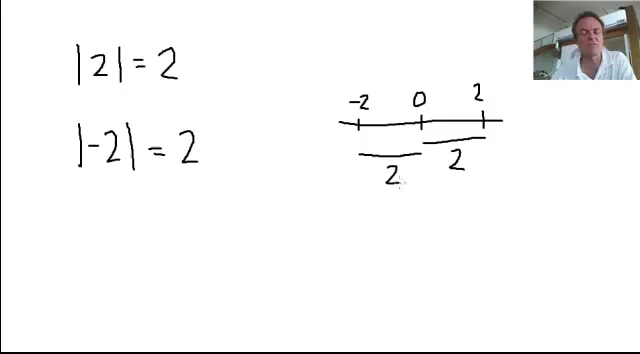 |2| = 2
|-2| = 2
-2 0 2
2 2